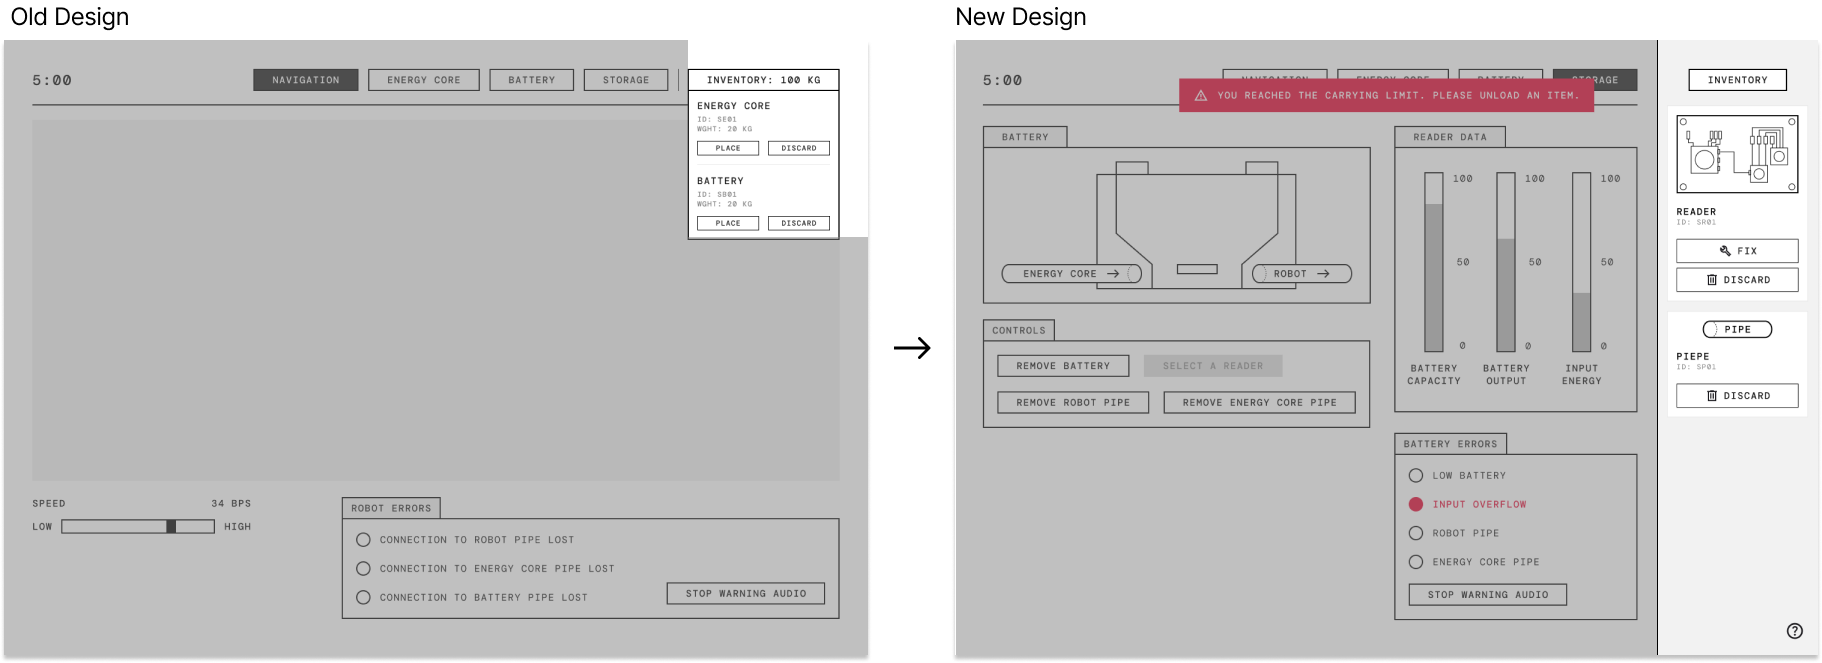 Old Design
5:00
NAVIGATION
ENERGY CORE
BATTERY
STORAGE
INVENTORY: 100 KG
ENERGY CORE
ID: SE01
WGHT: 20 KG
PLACE
DISCARD
BATTERY
ID: SB01
WGHT: 20 KG
PLACE
DISCARD
SPEED
34 BPS
LOW
HIGH
ROBOT ERRORS
CONNECTION TO ROBOT PIPE LOST
CONNECTION TO ENERGY CORE PIPE LOST
CONNECTION TO BATTERY PIPE LOST
STOP WARNING AUDIO
New Design
5:00
NAVIGATION
ENERGY CORE
BATTERY
STORAGE
YOU REACHED THE CARRYING LIMIT. PLEASE UNLOAD AN ITEM.
BATTERY
ENERGY CORE →
ROBOT →
CONTROLS
REMOVE BATTERY
SELECT A READER
REMOVE ROBOT PIPE
REMOVE ENERGY CORE PIPE
READER DATA
100
100
100
50
50
50
0
0
0
BATTERY CAPACITY
BATTERY OUTPUT
INPUT ENERGY
BATTERY ERRORS
LOW BATTERY
INPUT OVERFLOW
ROBOT PIPE
ENERGY CORE PIPE
STOP WARNING AUDIO
INVENTORY
READER
ID: SR01
FIX
DISCARD
PIPE
PIEPE
ID: SP01
DISCARD
?